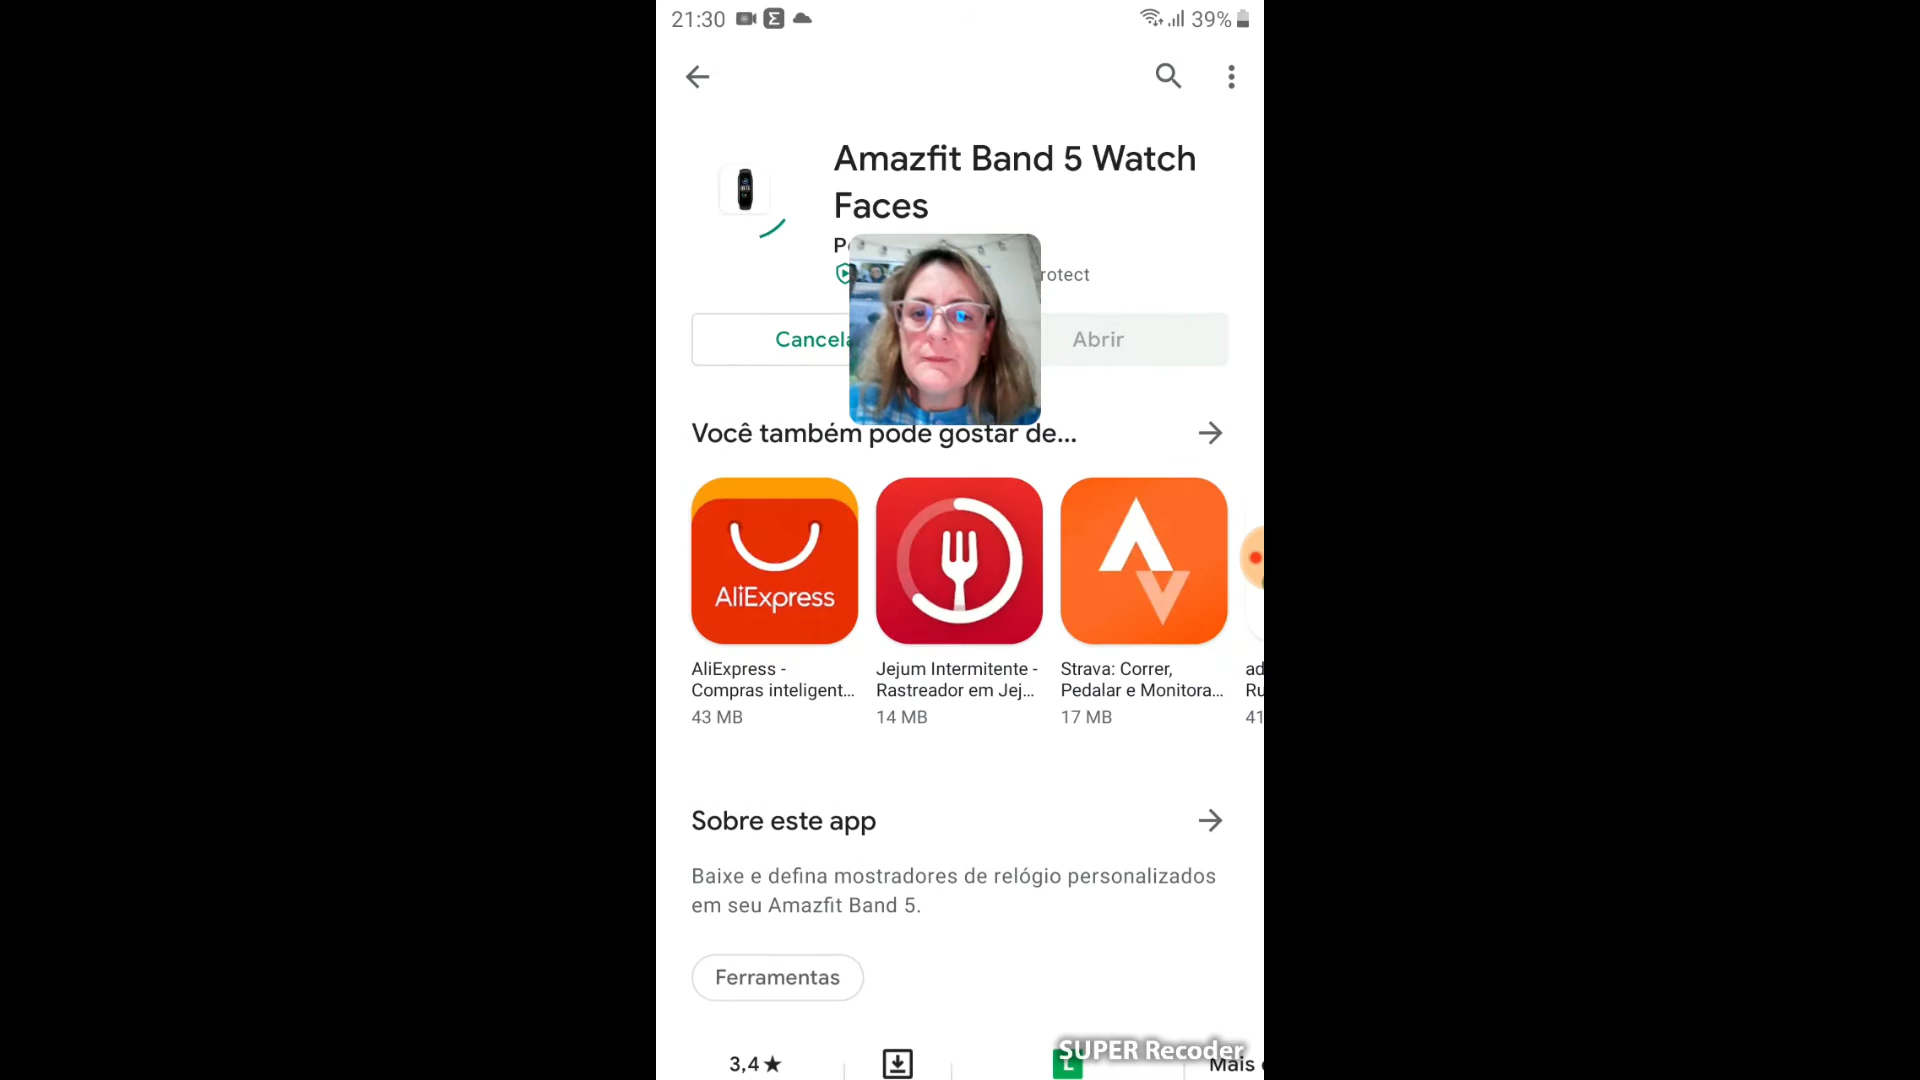 21:30
39%
Amazfit Band 5 Watch
Faces
rotect
Abrir
Você também pode gostar de...
AliExpress
AliExpress -
Compras inteligent...
43 MB
Jejum Intermitente -
Rastreador em Jej...
14 MB
Strava: Correr,
Pedalar e Monitora...
17 MB
Sobre este app
Baixe e defina mostradores de relógio personalizados
em seu Amazfit Band 5.
Ferramentas
SUPER Recoder
3,4★
L
Mais